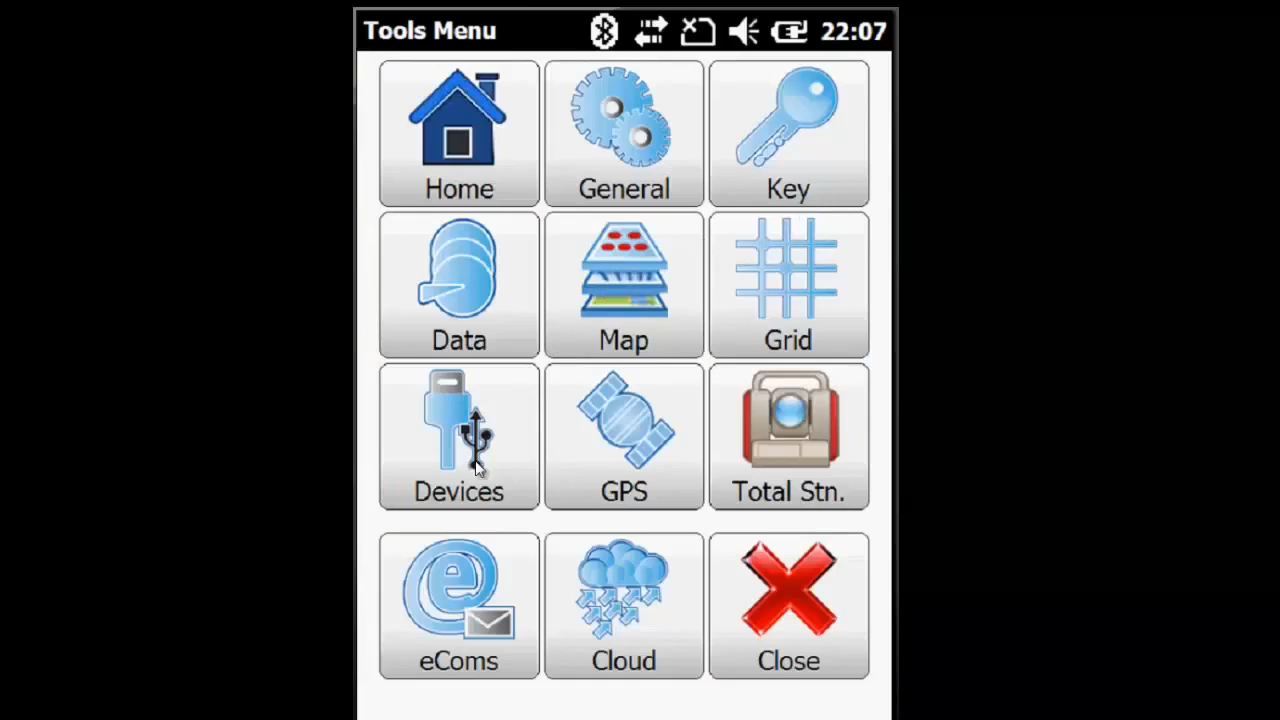 Tools Menu 22:07
Home General Key
Data Map Grid
Devices GPS Total Stn.
eComs Cloud Close